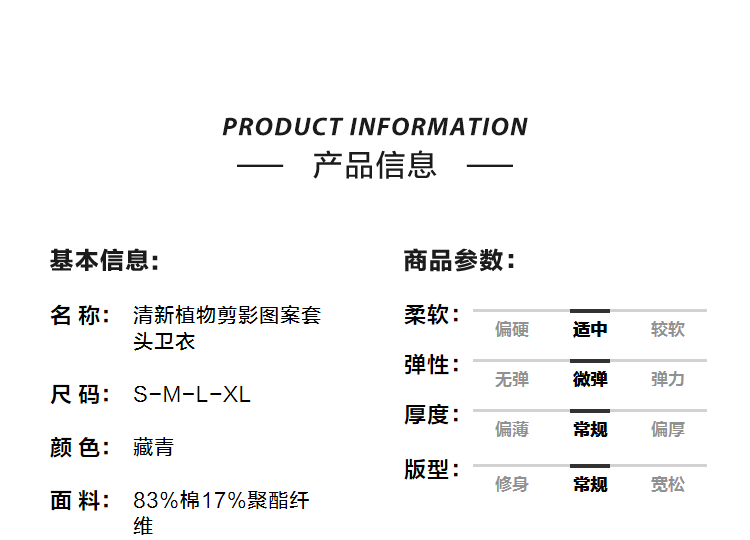 PRODUCT INFORMATION
产品信息
基本信息：
名 称： 清新植物剪影图案套
头卫衣
尺 码： S-M-L-XL
颜 色： 藏青
面 料： 83%棉17%聚酯纤
维
商品参数：
柔软：
偏硬 适中 较软
弹性：
无弹 微弹 弹力
厚度：
偏薄 常规 偏厚
版型：
修身 常规 宽松